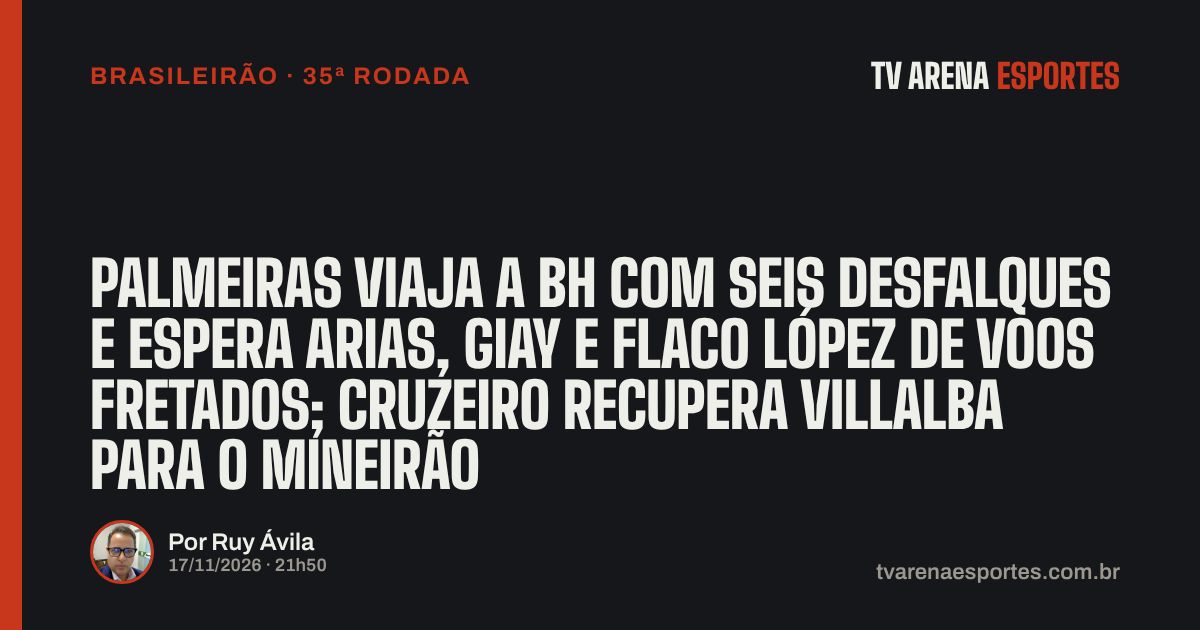 BRASILEIRÃO · 35ª RODADA
TV ARENA ESPORTES
PALMEIRAS VIAJA A BH COM SEIS DESFALQUES
E ESPERA ARIAS, GIAY E FLACO LÓPEZ DE VOOS
FRETADOS; CRUZEIRO RECUPERA VILLALBA
PARA O MINEIRÃO
Por Ruy Ávila
17/11/2026 · 21h50
tvarenaesportes.com.br